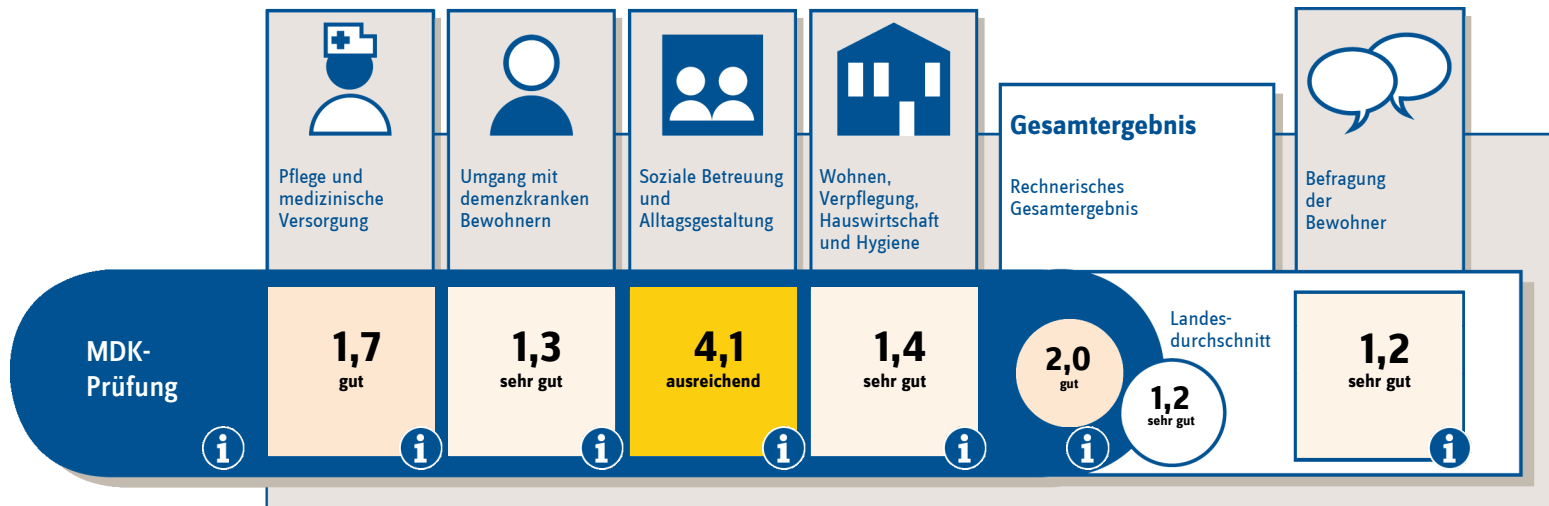 Pflege und
medizinische
Versorgung
Umgang mit
demenzkranken
Bewohnern
Soziale Betreuung
und
Alltagsgestaltung
Wohnen,
Verpflegung,
Hauswirtschaft
und Hygiene
Gesamtergebnis
Rechnerisches
Gesamtergebnis
Befragung
der
Bewohner
MDK-
Prüfung
i
1,7
gut
i
1,3
sehr gut
i
4,1
ausreichend
i
1,4
sehr gut
i
2,0
gut
i
Landes-
durchschnitt
1,2
sehr gut
1,2
sehr gut
i